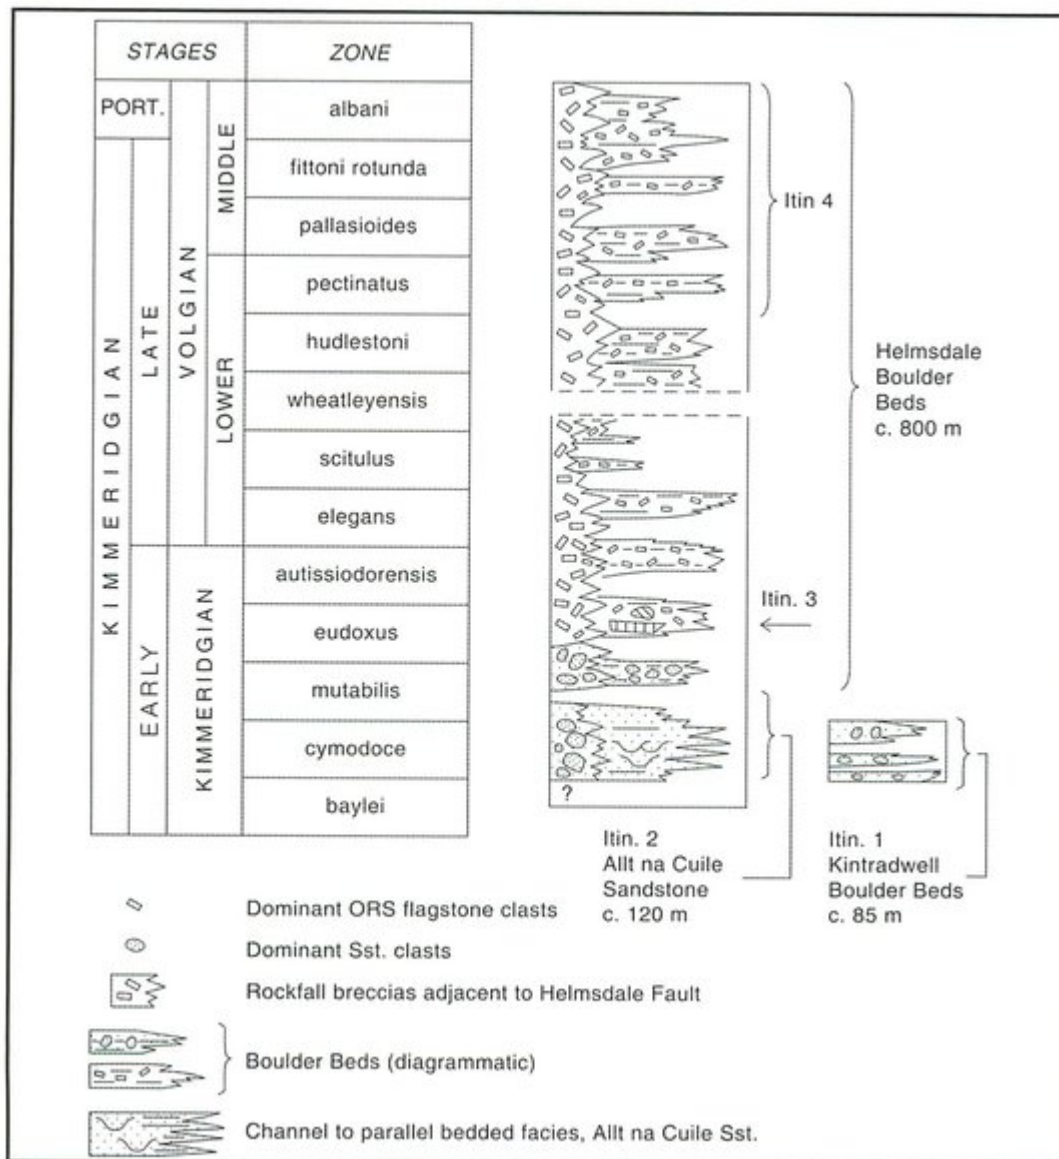 STAGES
ZONE
PORT.
KIMMERIDGIAN
LATE
EARLY
VOLGIAN
KIMMERIDGIAN
MIDDLE
LOWER
albani
fittoni rotunda
pallasioides
pectinatus
hudlestoni
wheatleyensis
scitulus
elegans
autissiodorensis
eudoxus
mutabilis
cymodoce
baylei
Itin 4
Helmsdale
Boulder
Beds
c. 800 m
Itin. 3
?
Itin. 2
Allt na Cuile
Sandstone
c. 120 m
Itin. 1
Kintradwell
Boulder Beds
c. 85 m
Dominant ORS flagstone clasts
Dominant Sst. clasts
Rockfall breccias adjacent to Helmsdale Fault
Boulder Beds (diagrammatic)
Channel to parallel bedded facies, Allt na Cuile Sst.